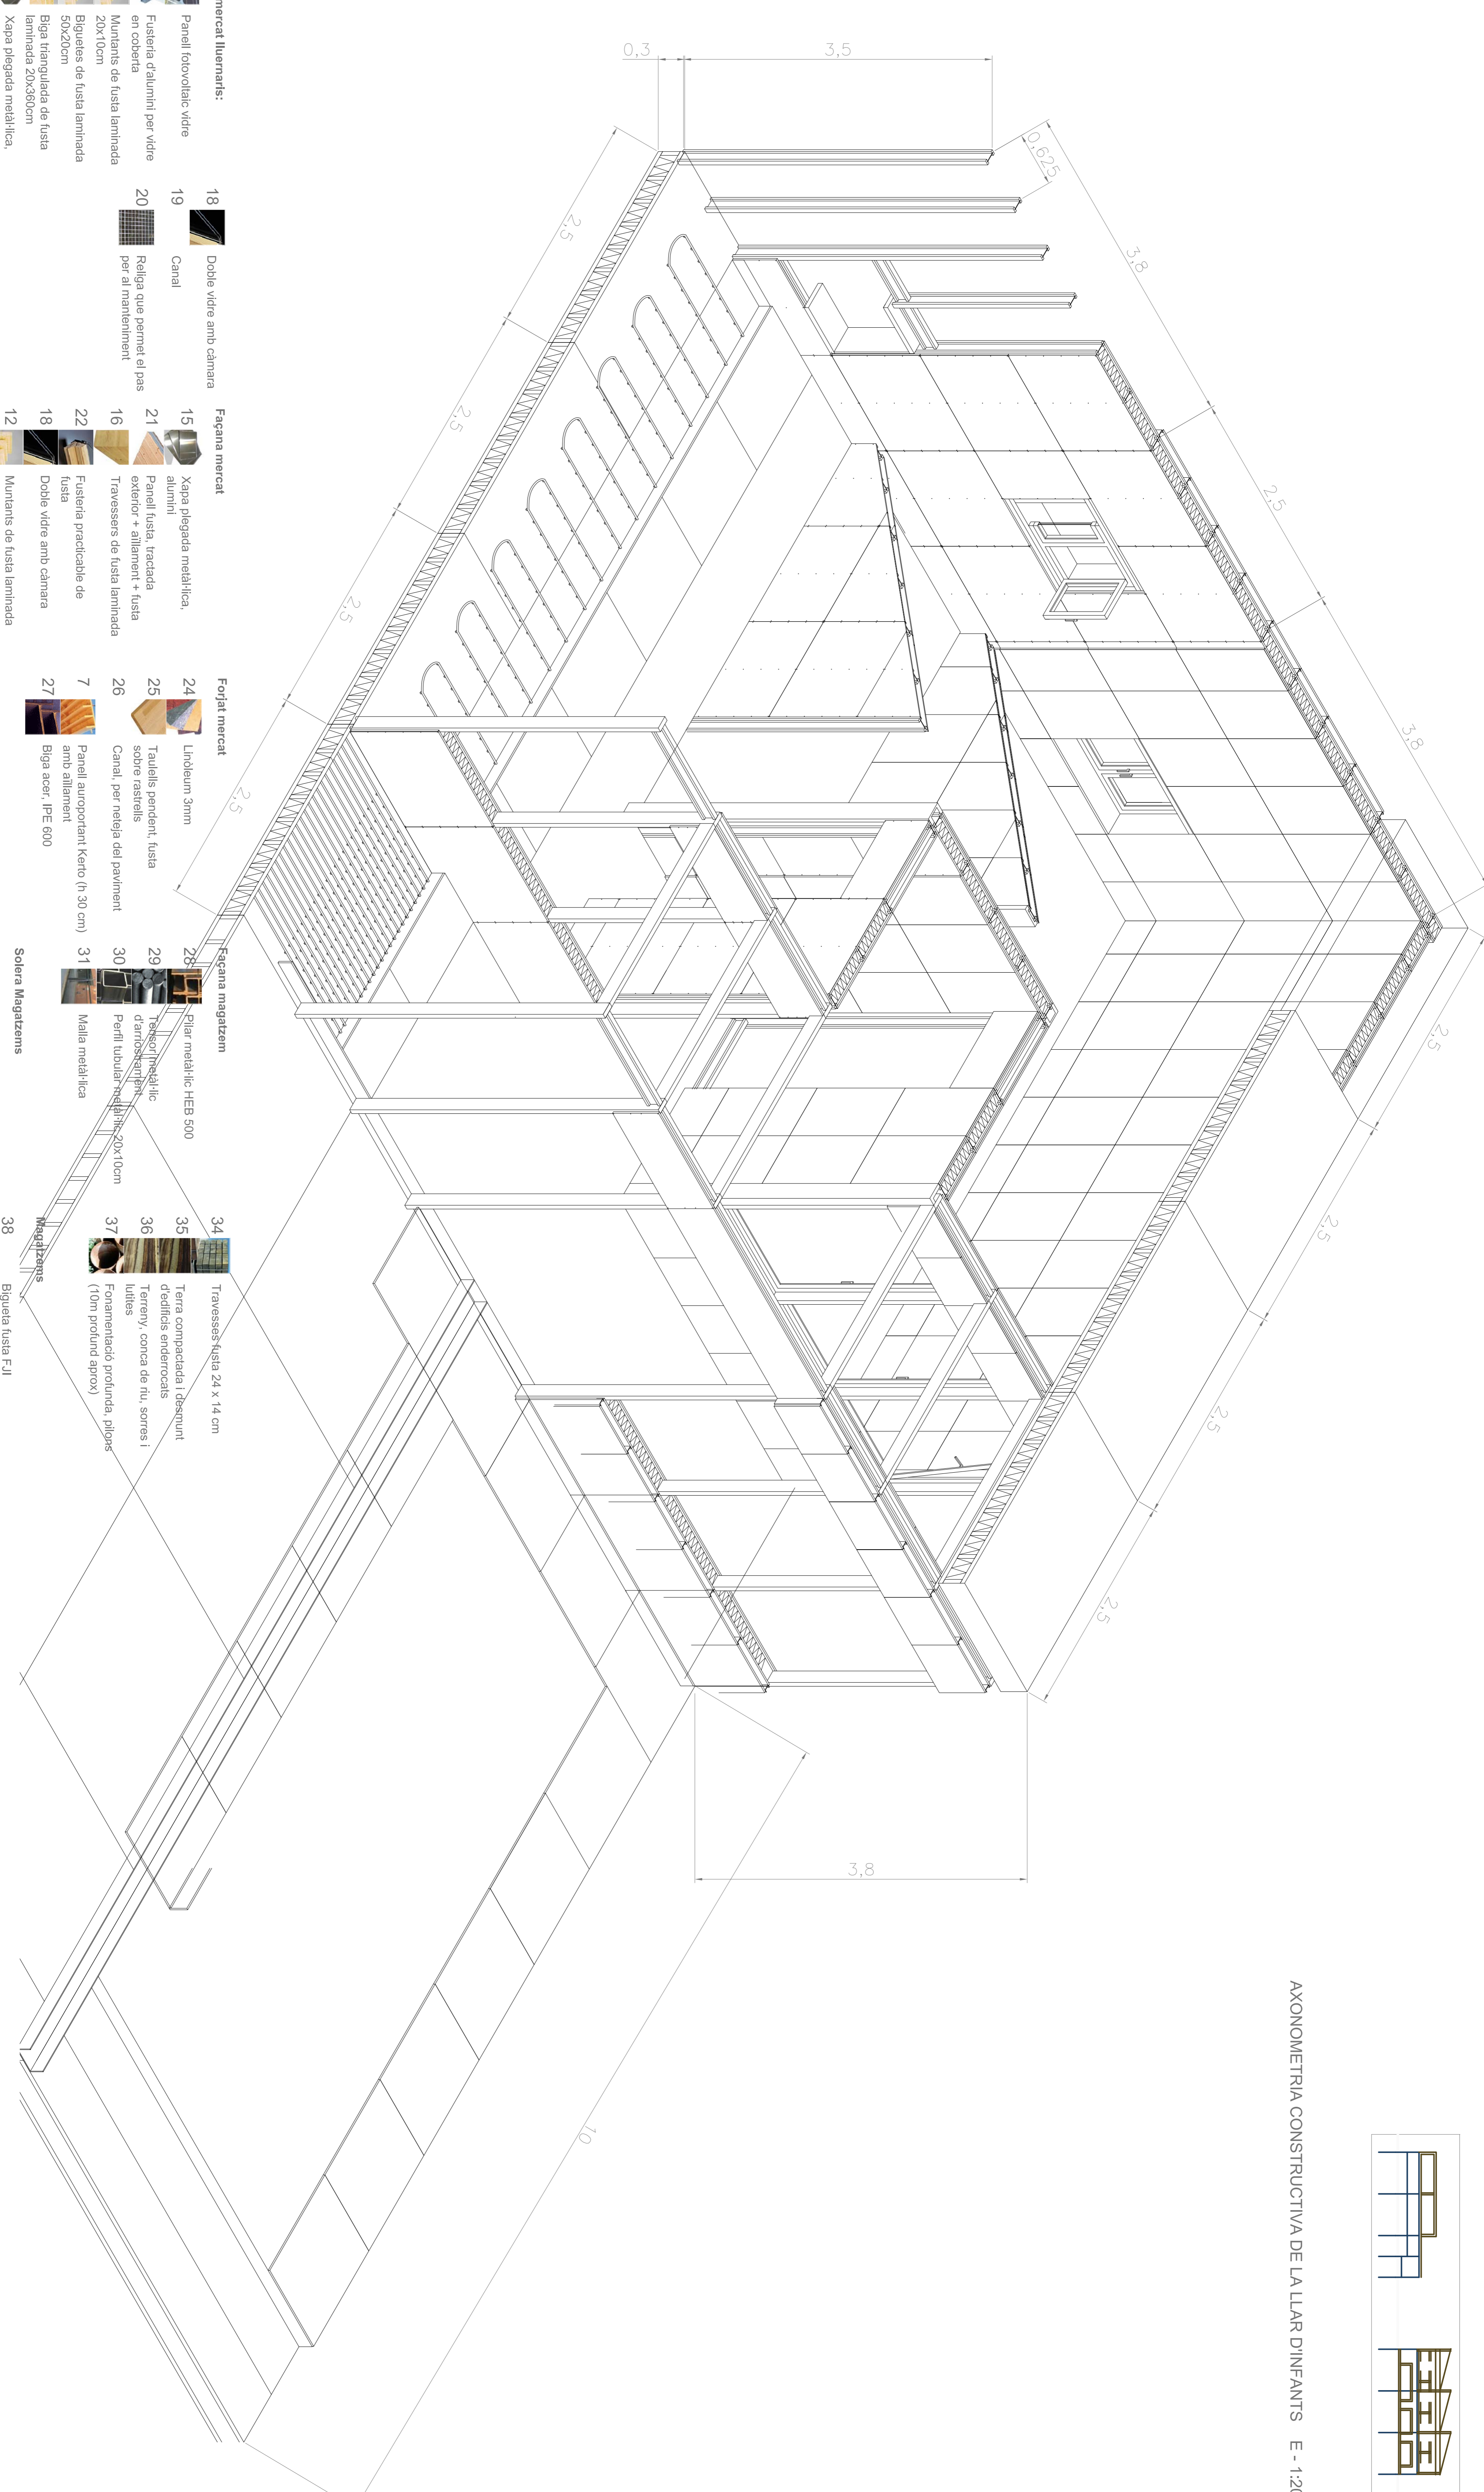 AXONOMETRIA CONSTRUCTIVA DE LA LLAR D'INFANTS E - 1:20
0,3
3,5
0,625
3,8
2,5
3,8
2,5
2,5
2,5
2,5
2,5
2,5
2,5
2,5
2,5
3,8
10
mercat lluernaris:
Panell fotovoltaic vidre
Fusteria d'alumini per vidre
en coberta
Muntants de fusta laminada
20x10cm
Biguetes de fusta laminada
50x20cm
Biga triangulada de fusta
laminada 20x360cm
Xapa plegada metàl·lica,
18 Doble vidre amb càmara
19 Canal
20 Religa que permet el pas
per al manteniment
Façana mercat
15 Xapa plegada metàl·lica,
alumini
21 Panell fusta, tractada
exterior + aïllament + fusta
16 Travessers de fusta laminada
22 Fusteria practicable de
fusta
18 Doble vidre amb càmara
12 Muntants de fusta laminada
Forjat mercat
24 Linòleum 3mm
25 Taulells pendent, fusta
sobre rastrells
26 Canal, per neteja del paviment
7 Panell auroportant Kerto (h 30 cm)
amb aïllament
27 Biga acer, IPE 600
Façana magatzem
28 Pilar metàl·lic HEB 500
29 Tensor metàl·lic
d'arriostrament
30 Perfil tubular metàl·lic 20x10cm
31 Malla metàl·lica
Solera Magatzems
34 Travesses fusta 24 x 14 cm
35 Terra compactada i desmunt
d'edificis enderrocats
36 Terreny, conca de riu, sorres i
lutites
37 Fonamentació profunda, pilons
(10m profund aprox)
Magatzems
38 Bigueta fusta FJI